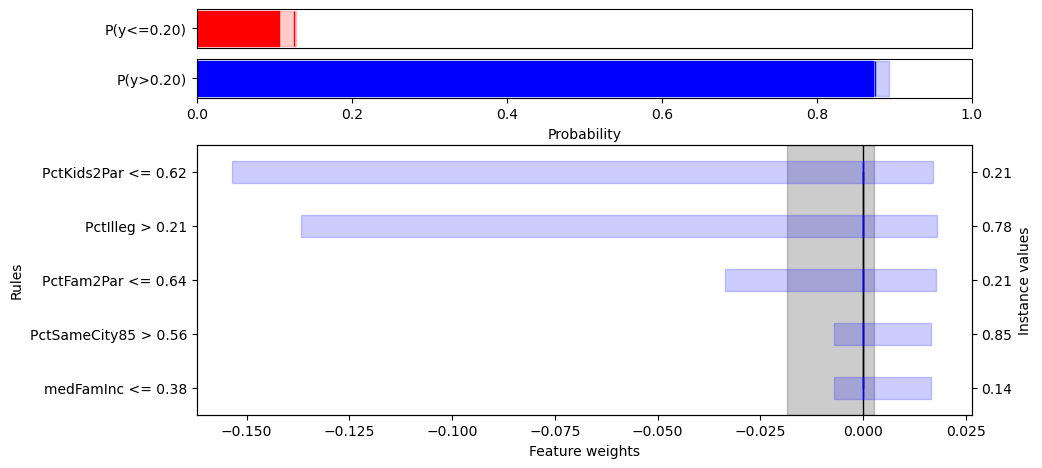 P(y<=0.20)
P(y>0.20)
0.0 0.2 0.4 0.6 0.8 1.0
Probability
PctKids2Par <= 0.62 0.21
PctIlleg > 0.21 0.78
PctFam2Par <= 0.64 0.21
PctSameCity85 > 0.56 0.85
medFamInc <= 0.38 0.14
Rules
Instance values
−0.150 −0.125 −0.100 −0.075 −0.050 −0.025 0.000 0.025
Feature weights